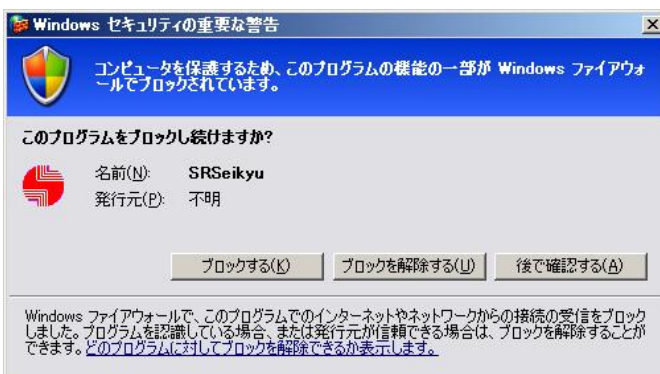 Windows セキュリティの重要な警告
コンピュータを保護するため、このプログラムの機能の一部が Windows ファイアウォ
ールでブロックされています。
このプログラムをブロックし続けますか?
名前(N): SRSeikyu
発行元(P): 不明
ブロックする(K) ブロックを解除する(U) 後で確認する(A)
Windows ファイアウォールで、このプログラムでのインターネットやネットワークからの接続の受信をブロック
しました。プログラムを認識している場合、または発行元が信頼できる場合は、ブロックを解除することが
できます。どのプログラムに対してブロックを解除できるか表示します。